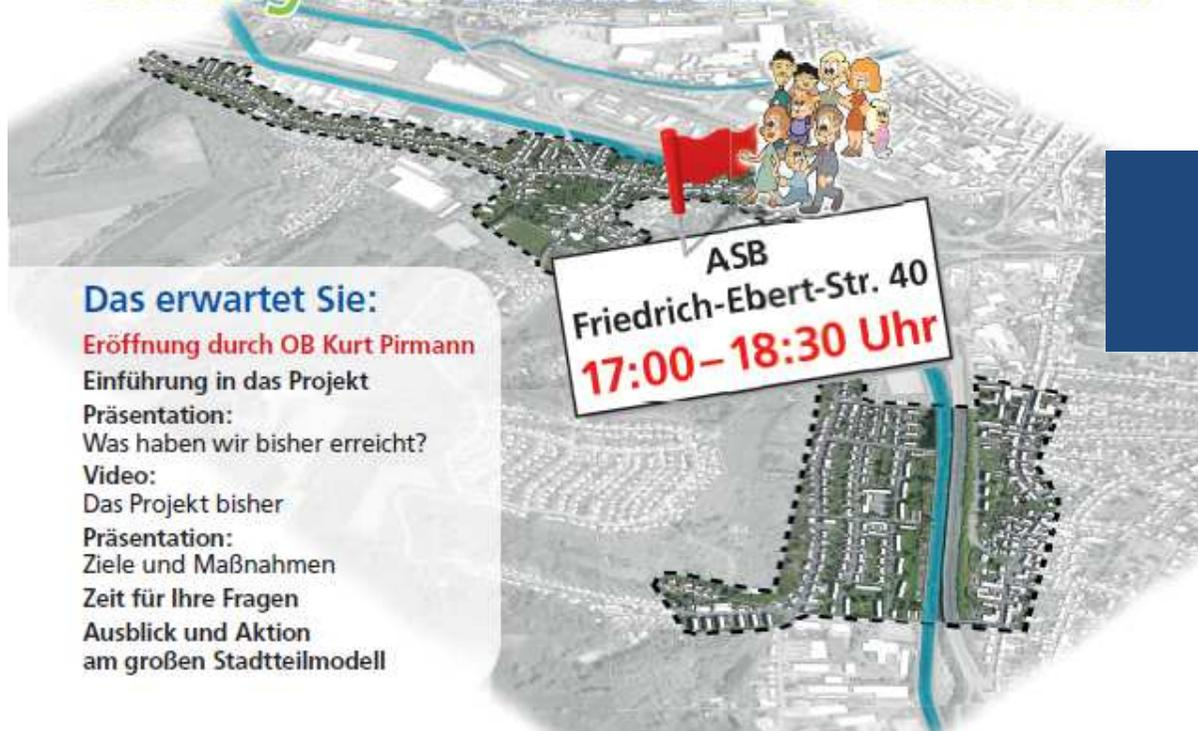 Das erwartet Sie:
Eröffnung durch OB Kurt Pirmann
Einführung in das Projekt
Präsentation:
Was haben wir bisher erreicht?
Video:
Das Projekt bisher
Präsentation:
Ziele und Maßnahmen
Zeit für Ihre Fragen
Ausblick und Aktion
am großen Stadtteilmodell
ASB
Friedrich-Ebert-Str. 40
17:00–18:30 Uhr